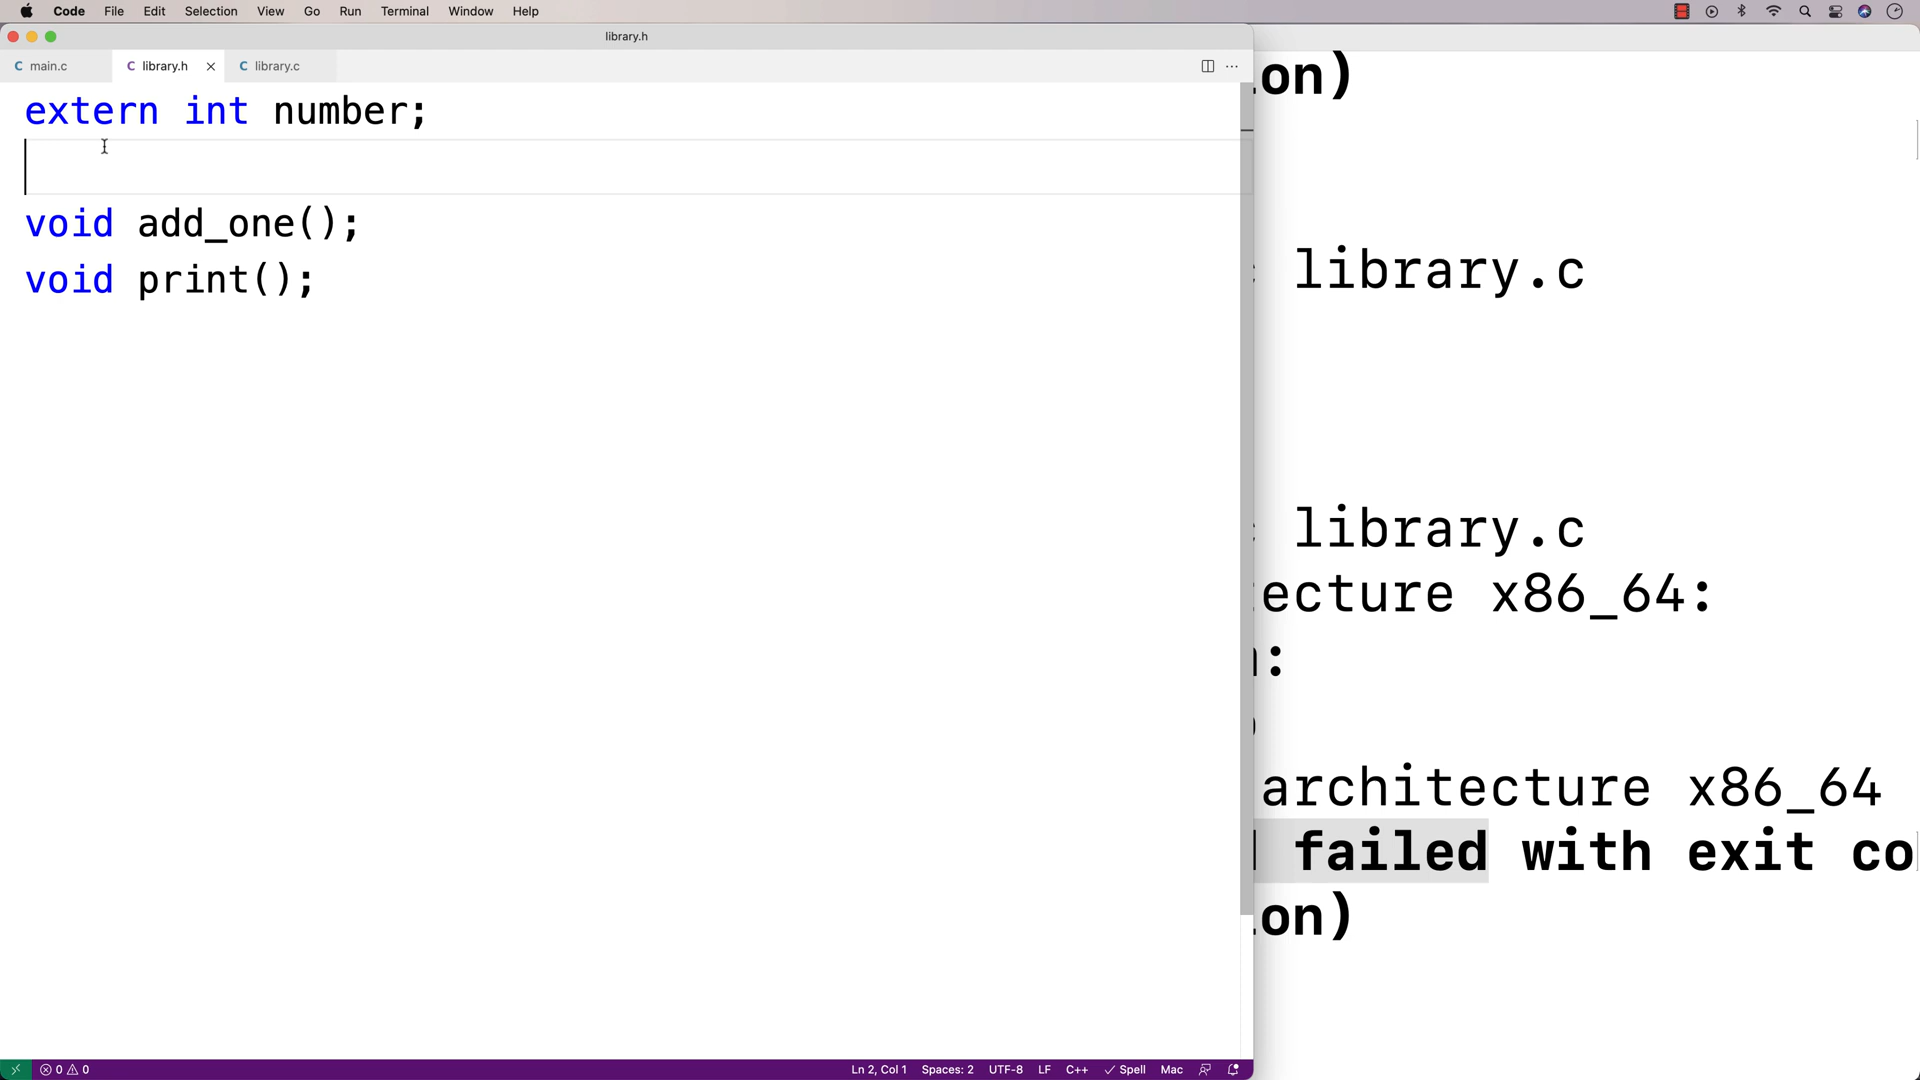 Code File Edit Selection View Go Run Terminal Window Help
library.h
C main.c C library.h C library.c
extern int number;
void add_one();
void print();
on)
library.c
library.c
ecture x86_64:
:
architecture x86_64
failed with exit co
on)
0 0 Ln 2, Col 1 Spaces: 2 UTF-8 LF C++ Spell Mac